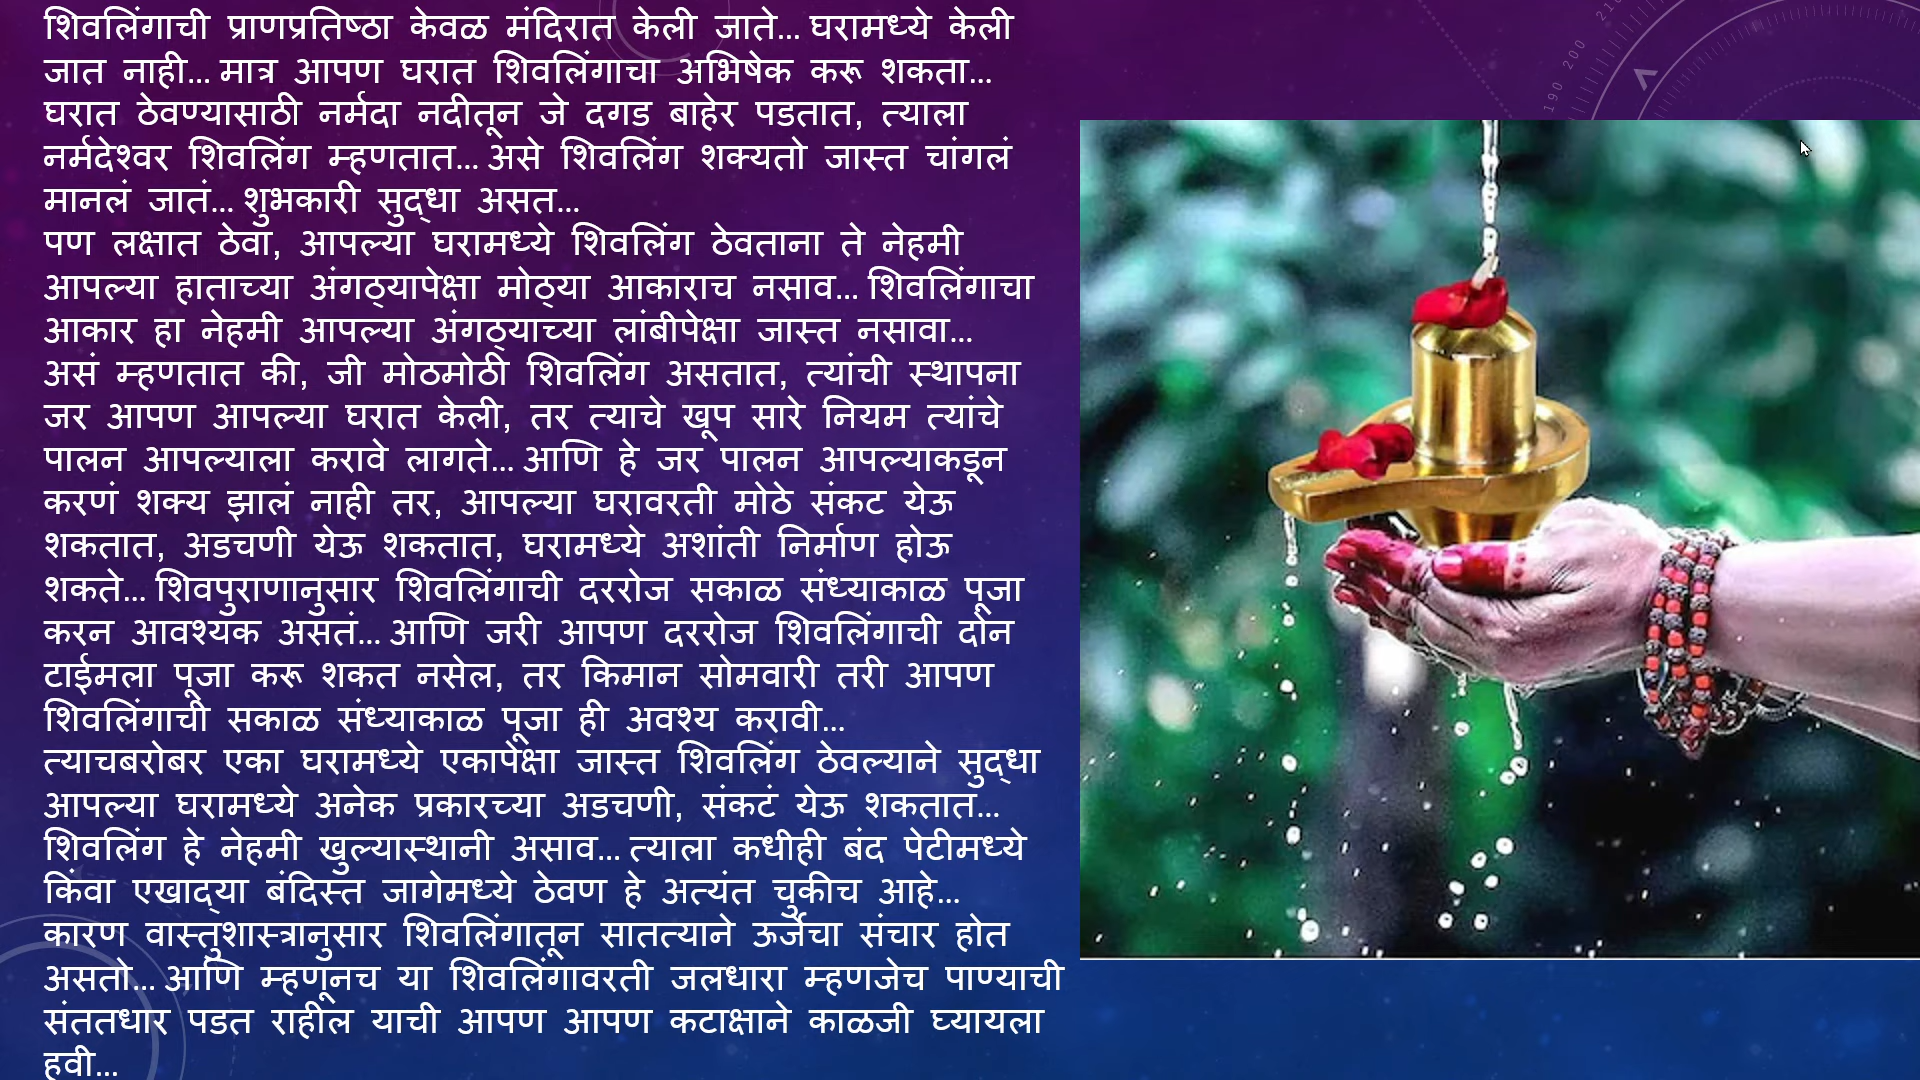 शिवलिंगाची प्राणप्रतिष्ठा केवळ मंदिरात केली जाते... घरामध्ये केली
जात नाही... मात्र आपण घरात शिवलिंगाचा अभिषेक करू शकता...
घरात ठेवण्यासाठी नर्मदा नदीतून जे दगड बाहेर पडतात, त्याला
नर्मदेश्वर शिवलिंग म्हणतात... असे शिवलिंग शक्यतो जास्त चांगलं
मानलं जातं... शुभकारी सुद्धा असत...
पण लक्षात ठेवा, आपल्या घरामध्ये शिवलिंग ठेवताना ते नेहमी
आपल्या हाताच्या अंगठ्यापेक्षा मोठ्या आकाराच नसाव... शिवलिंगाचा
आकार हा नेहमी आपल्या अंगठ्याच्या लांबीपेक्षा जास्त नसावा...
असं म्हणतात की, जी मोठमोठी शिवलिंग असतात, त्यांची स्थापना
जर आपण आपल्या घरात केली, तर त्याचे खूप सारे नियम त्यांचे
पालन आपल्याला करावे लागते... आणि हे जर पालन आपल्याकडून
करणं शक्य झालं नाही तर, आपल्या घरावरती मोठे संकट येऊ
शकतात, अडचणी येऊ शकतात, घरामध्ये अशांती निर्माण होऊ
शकते... शिवपुराणानुसार शिवलिंगाची दररोज सकाळ संध्याकाळ पूजा
करन आवश्यक असतं... आणि जरी आपण दररोज शिवलिंगाची दोन
टाईमला पूजा करू शकत नसेल, तर किमान सोमवारी तरी आपण
शिवलिंगाची सकाळ संध्याकाळ पूजा ही अवश्य करावी...
त्याचबरोबर एका घरामध्ये एकापेक्षा जास्त शिवलिंग ठेवल्याने सुद्धा
आपल्या घरामध्ये अनेक प्रकारच्या अडचणी, संकटं येऊ शकतात...
शिवलिंग हे नेहमी खुल्यास्थानी असाव... त्याला कधीही बंद पेटीमध्ये
किंवा एखाद्या बंदिस्त जागेमध्ये ठेवण हे अत्यंत चुकीच आहे...
कारण वास्तुशास्त्रानुसार शिवलिंगातून सातत्याने ऊर्जेचा संचार होत
असतो... आणि म्हणूनच या शिवलिंगावरती जलधारा म्हणजेच पाण्याची
संततधार पडत राहील याची आपण आपण कटाक्षाने काळजी घ्यायला
हवी...
190 200 210